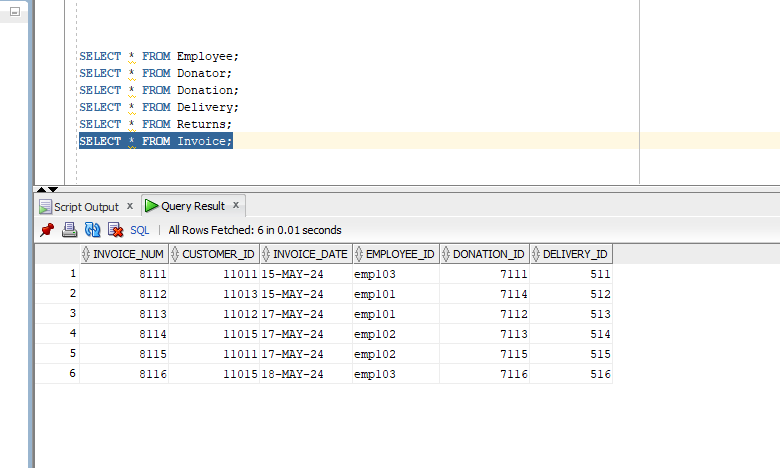 SELECT * FROM Employee;
SELECT * FROM Donator;
SELECT * FROM Donation;
SELECT * FROM Delivery;
SELECT * FROM Returns;
SELECT * FROM Invoice;
Script Output x Query Result x
SQL | All Rows Fetched: 6 in 0.01 seconds
INVOICE_NUM CUSTOMER_ID INVOICE_DATE EMPLOYEE_ID DONATION_ID DELIVERY_ID
1 8111 11011 15-MAY-24 emp103 7111 511
2 8112 11013 15-MAY-24 emp101 7114 512
3 8113 11012 17-MAY-24 emp101 7112 513
4 8114 11015 17-MAY-24 emp102 7113 514
5 8115 11011 17-MAY-24 emp102 7115 515
6 8116 11015 18-MAY-24 emp103 7116 516